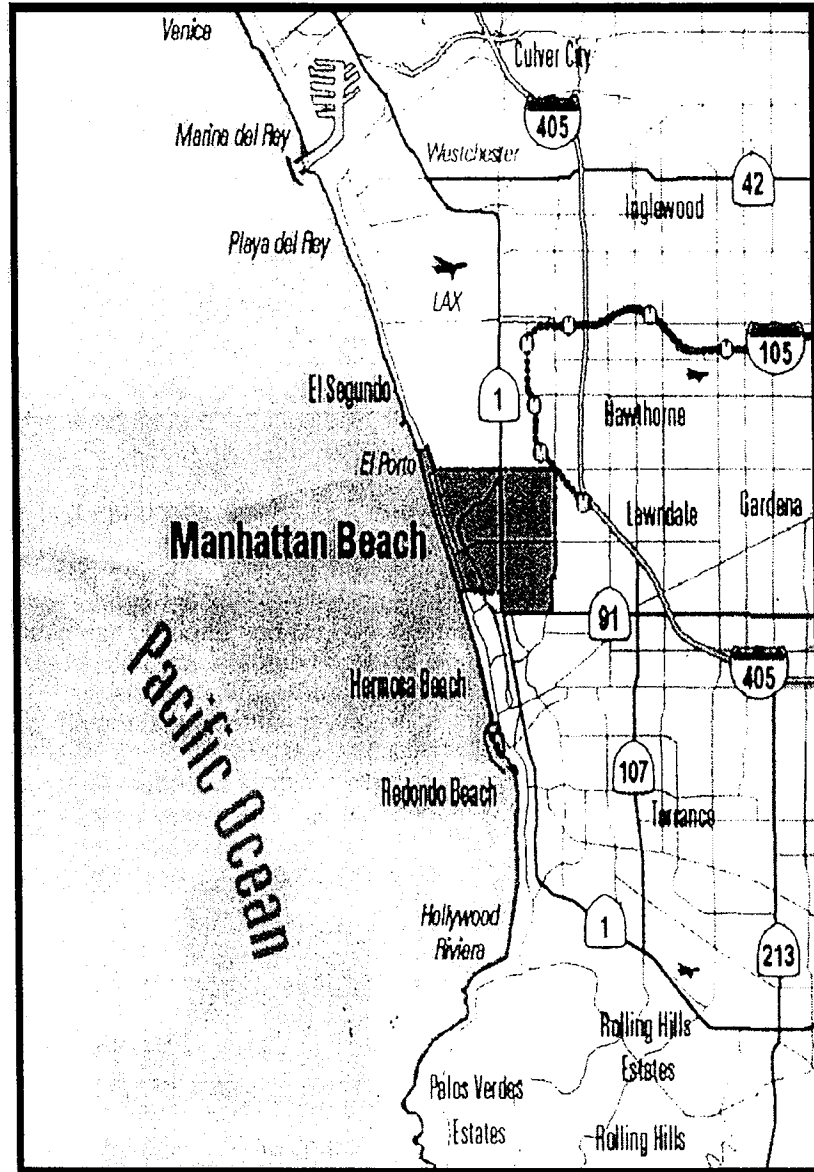 Venice
Culver City
405
Marina del Rey
Westchester
42
Inglewood
Playa del Rey
LAX
105
El Segundo
1
Hawthorne
El Porto
Lawndale
Gardena
Manhattan Beach
91
Pacific Ocean
405
Hermosa Beach
107
Redondo Beach
Torrance
Hollywood
Riviera
1
213
Rolling Hills
Estates
Palos Verdes
Estates
Rolling Hills